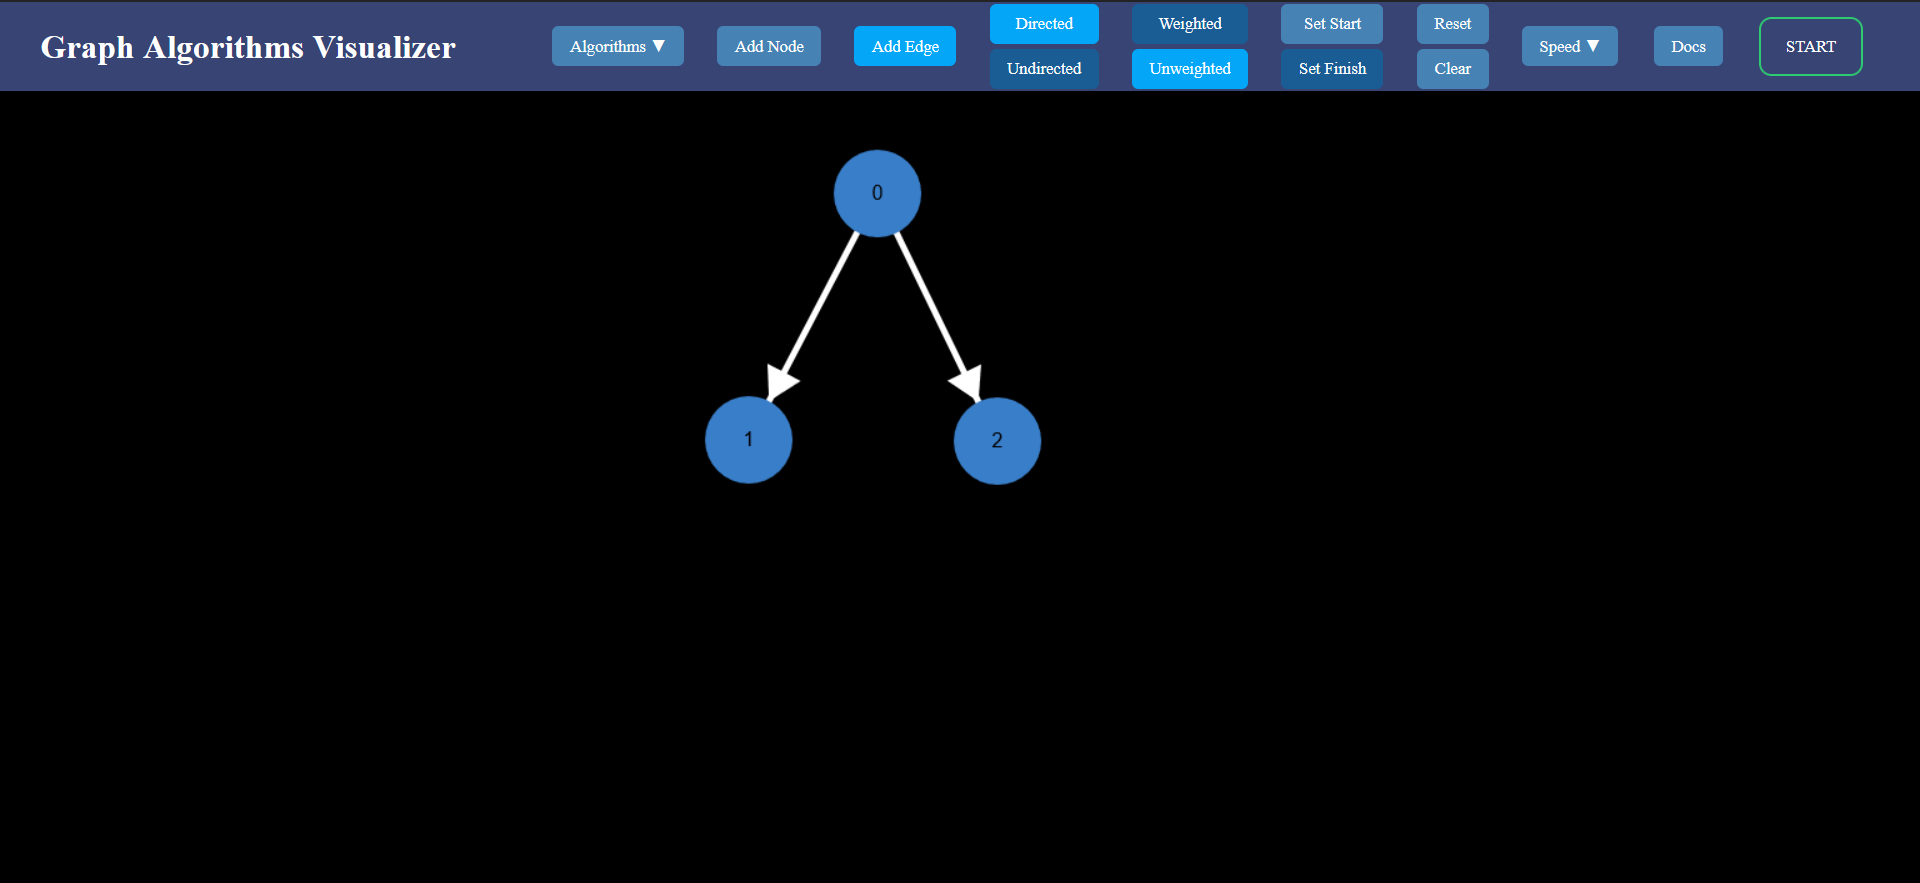 Graph Algorithms Visualizer
Algorithms ▼
Add Node
Add Edge
Directed
Undirected
Weighted
Unweighted
Set Start
Set Finish
Reset
Clear
Speed ▼
Docs
START
0
1
2